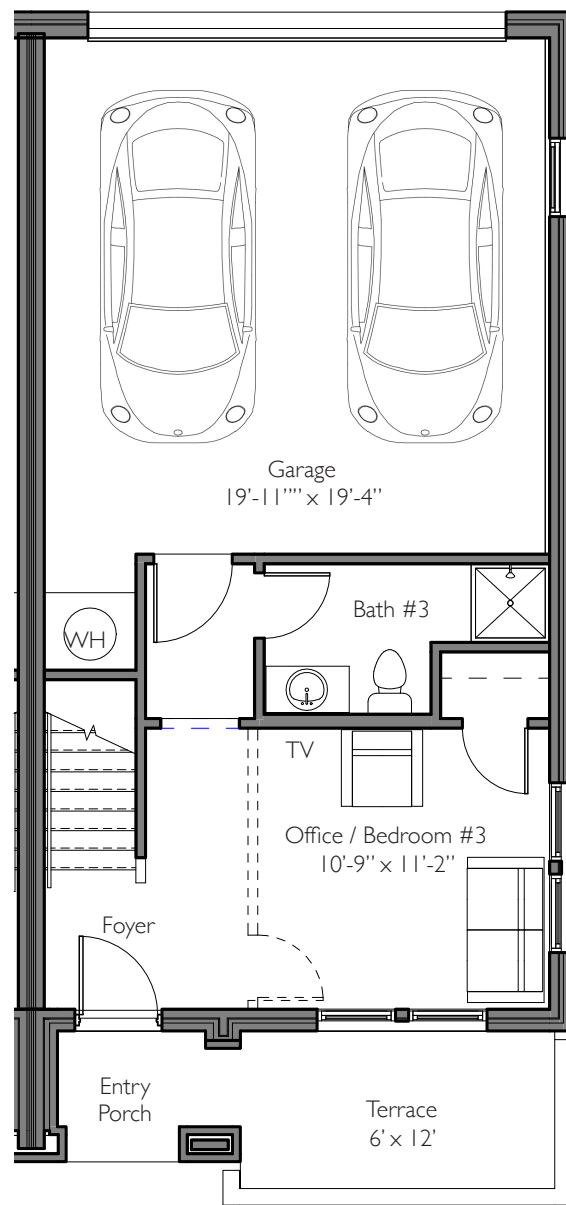 Garage
19’-11”” x 19’-4”
Bath #3
WH
TV
Office / Bedroom #3
10’-9” x 11’-2”
Foyer
Entry
Porch
Terrace
6’ x 12’